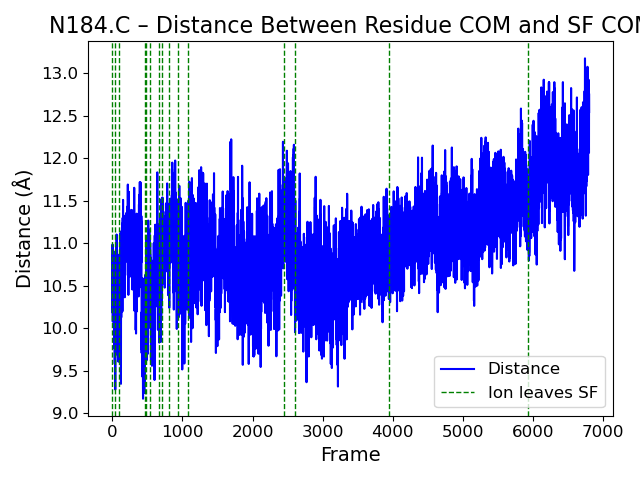 N184.C – Distance Between Residue COM and SF COM
13.0
12.5
12.0
11.5
11.0
10.5
10.0
9.5
9.0
Distance (Å)
Distance
Ion leaves SF
0 1000 2000 3000 4000 5000 6000 7000
Frame